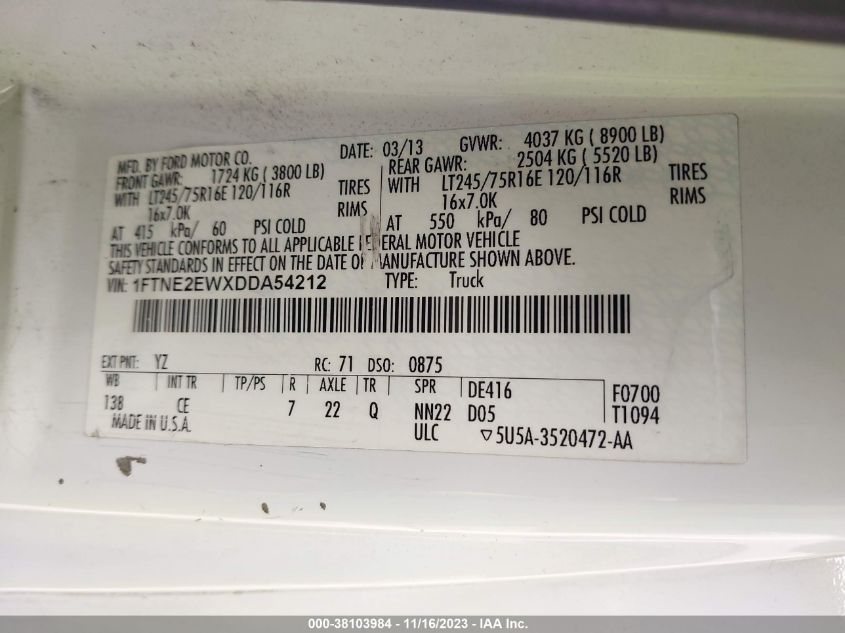 MFD. BY FORD MOTOR CO. DATE: 03/13 GVWR: 4037 KG ( 8900 LB)
FRONT GAWR: 1724 KG ( 3800 LB) REAR GAWR: 2504 KG ( 5520 LB)
WITH LT245/75R16E 120/116R TIRES WITH LT245/75R16E 120/116R TIRES
16x7.0K RIMS 16x7.0K RIMS
AT 415 kPa/ 60 PSI COLD AT 550 kPa/ 80 PSI COLD
THIS VEHICLE CONFORMS TO ALL APPLICABLE FEDERAL MOTOR VEHICLE
SAFETY STANDARDS IN EFFECT ON THE DATE OF MANUFACTURE SHOWN ABOVE.
VIN: 1FTNE2EWXDDA54212 TYPE: Truck
EXT PNT: YZ RC: 71 DSO: 0875
WB INT TR TP/PS R AXLE TR SPR DE416 F0700
138 CE 7 22 Q NN22 D05 T1094
MADE IN U.S.A. ULC ▽5U5A-3520472-AA
000-38103984 - 11/16/2023 - IAA Inc.